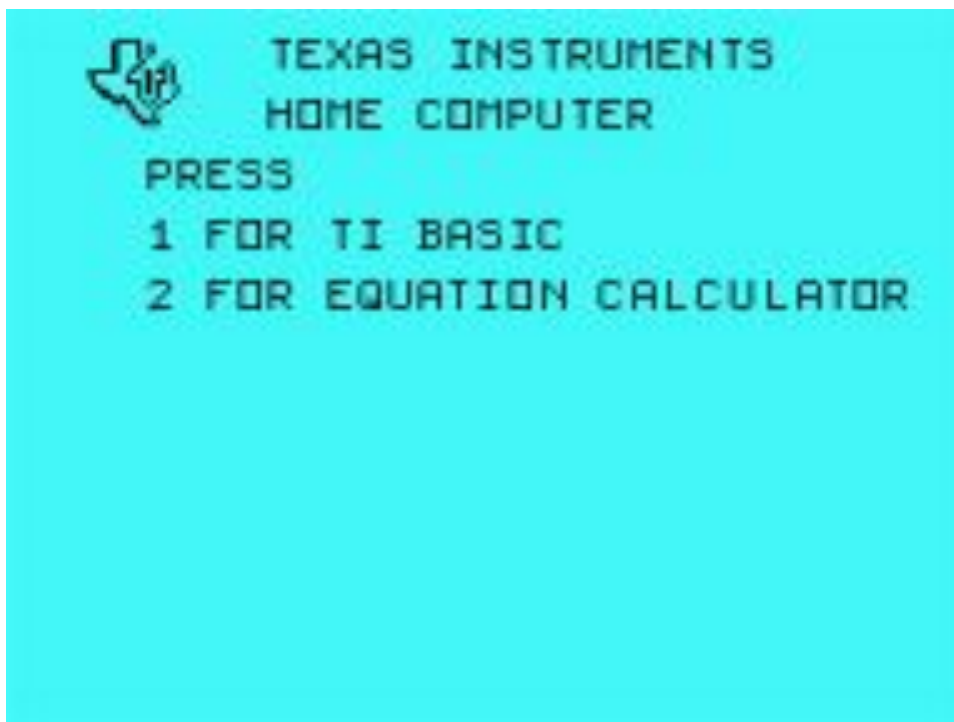 TEXAS INSTRUMENTS
HOME COMPUTER
PRESS
1 FOR TI BASIC
2 FOR EQUATION CALCULATOR